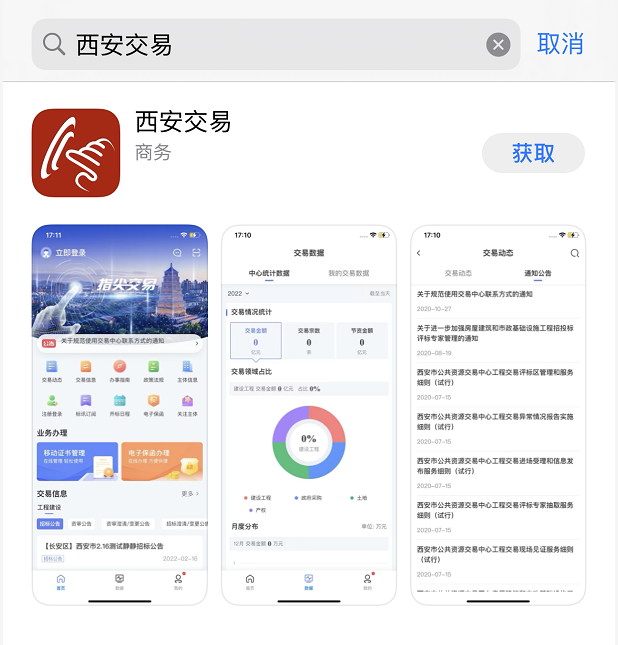 西安交易
取消
西安交易
商务
获取
17:11
立即登录
指尖交易
公告
关于规范使用交易中心联系方式的通知
交易动态
交易信息
办事指南
政策法规
主体信息
注册登录
标讯订阅
开标日程
电子保函
关注主体
业务办理
移动证书管理
在线管理 轻松使用
电子保函办理
在线办理 方便快捷
交易信息
更多
工程建设
招标公告
资审公告
资审澄清/变更公告
招标澄清/变更公
【长安区】西安市2.16测试静静招标公告
招标公告
2022-02-16
首页
数据
我的
17:10
交易数据
中心统计数据
我的交易数据
2022
截至当天
交易情况统计
交易金额
0
亿元
交易宗数
0
宗
节资金额
0
亿元
交易领域占比
建设工程 交易金额 0 亿元 占比 0%
0%
建设工程
建设工程
政府采购
土地
产权
月度分布
单位: 万元
12月 交易金额 0 万元
首页
数据
我的
17:10
交易动态
交易动态
通知公告
关于规范使用交易中心联系方式的通知
2020-10-27
关于进一步加强房屋建筑和市政基础设施工程招投标
评标专家管理的通知
2020-08-19
西安市公共资源交易中心工程交易评标区管理和服务
细则（试行）
2020-07-15
西安市公共资源交易中心工程交易异常情况报告实施
细则（试行）
2020-07-15
西安市公共资源交易中心工程交易进场受理和信息发
布服务细则（试行）
2020-07-15
西安市公共资源交易中心工程交易评标专家抽取服务
细则（试行）
2020-07-15
西安市公共资源交易中心工程交易现场见证服务细则
（试行）
2020-07-15